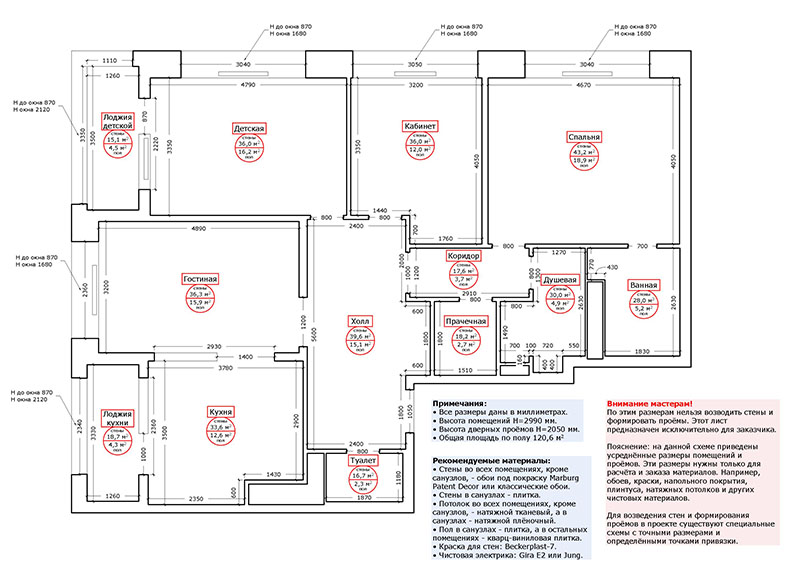 H до окна 870
H окна 1680
H до окна 870
H окна 1680
H до окна 870
H окна 1680
3040
3050
3040
1110
1260
4790
3200
4670
H до окна 870
H окна 2120
Лоджия
детской
стены
15,1 м²
4,5 м²
пол
3350
3500
870
2220
3350
Детская
стены
36,0 м²
16,2 м²
пол
Кабинет
стены
36,0 м²
12,0 м²
пол
4050
Спальня
стены
43,2 м²
18,9 м²
пол
4050
1440
800
800
700
1760
4890
2400
800
700
H до окна 870
H окна 1680
2360
3200
Гостиная
стены
36,3 м²
15,9 м²
пол
2000
1000
1200
Коридор
стены
17,6 м²
3,7 м²
пол
2910
800
1300
1270
Душевая
стены
30,0 м²
4,9 м²
пол
2630
770
430
Ванная
стены
28,0 м²
5,2 м²
пол
2630
1830
1200
5600
Холл
стены
39,6 м²
15,1 м²
пол
600
1800
600
1800
Прачечная
стены
18,2 м²
2,7 м²
пол
1510
1490
700
100
720
550
160
400
400
2930
1400
3780
H до окна 870
H окна 2120
2340
3330
Лоджия
кухни
стены
18,7 м²
4,3 м²
пол
1260
2360
1000
3500
Кухня
стены
33,6 м²
12,6 м²
пол
2900
1430
600
2350
1050
2400
800
Туалет
стены
16,7 м²
2,3 м²
пол
1180
1870
Примечания:
• Все размеры даны в миллиметрах.
• Высота помещений H=2990 мм.
• Высота дверных проёмов H=2050 мм.
• Общая площадь по полу 120,6 м²
Рекомендуемые материалы:
• Стены во всех помещениях, кроме
санузлов, - обои под покраску Marburg
Patent Decor или классические обои.
• Стены в санузлах - плитка.
• Потолок во всех помещениях, кроме
санузлов, - натяжной тканевый, а в
санузлах - натяжной плёночный.
• Пол в санузлах - плитка, а в остальных
помещениях - кварц-виниловая плитка.
• Краска для стен: Beckerplast-7.
• Чистовая электрика: Gira E2 или Jung.
Внимание мастерам!
По этим размерам нельзя возводить стены и
формировать проёмы. Этот лист
предназначен исключительно для заказчика.
Пояснение: на данной схеме приведены
усреднённые размеры помещений и
проёмов. Эти размеры нужны только для
расчёта и заказа материалов. Например,
обоев, краски, напольного покрытия,
плинтуса, натяжных потолков и других
чистовых материалов.
Для возведения стен и формирования
проёмов в проекте существуют специальные
схемы с точными размерами и
определёнными точками привязки.